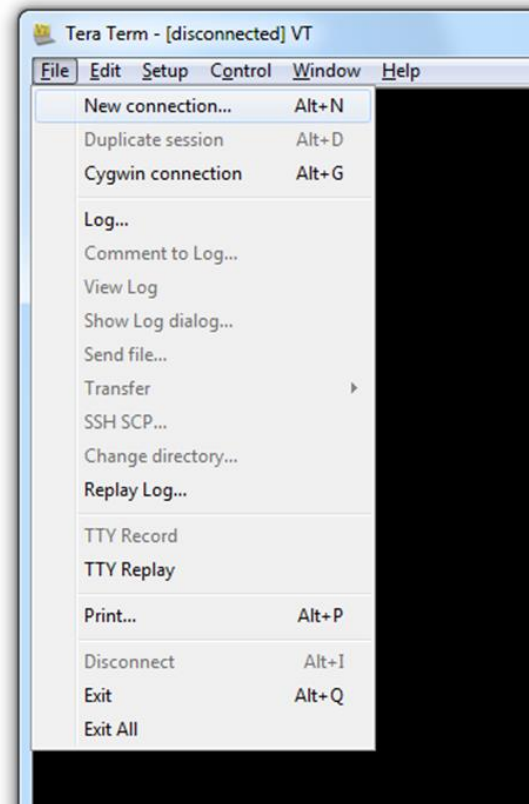 Tera Term - [disconnected] VT
File Edit Setup Control Window Help
New connection... Alt+N
Duplicate session Alt+D
Cygwin connection Alt+G
Log...
Comment to Log...
View Log
Show Log dialog...
Send file...
Transfer
SSH SCP...
Change directory...
Replay Log...
TTY Record
TTY Replay
Print... Alt+P
Disconnect Alt+I
Exit Alt+Q
Exit All